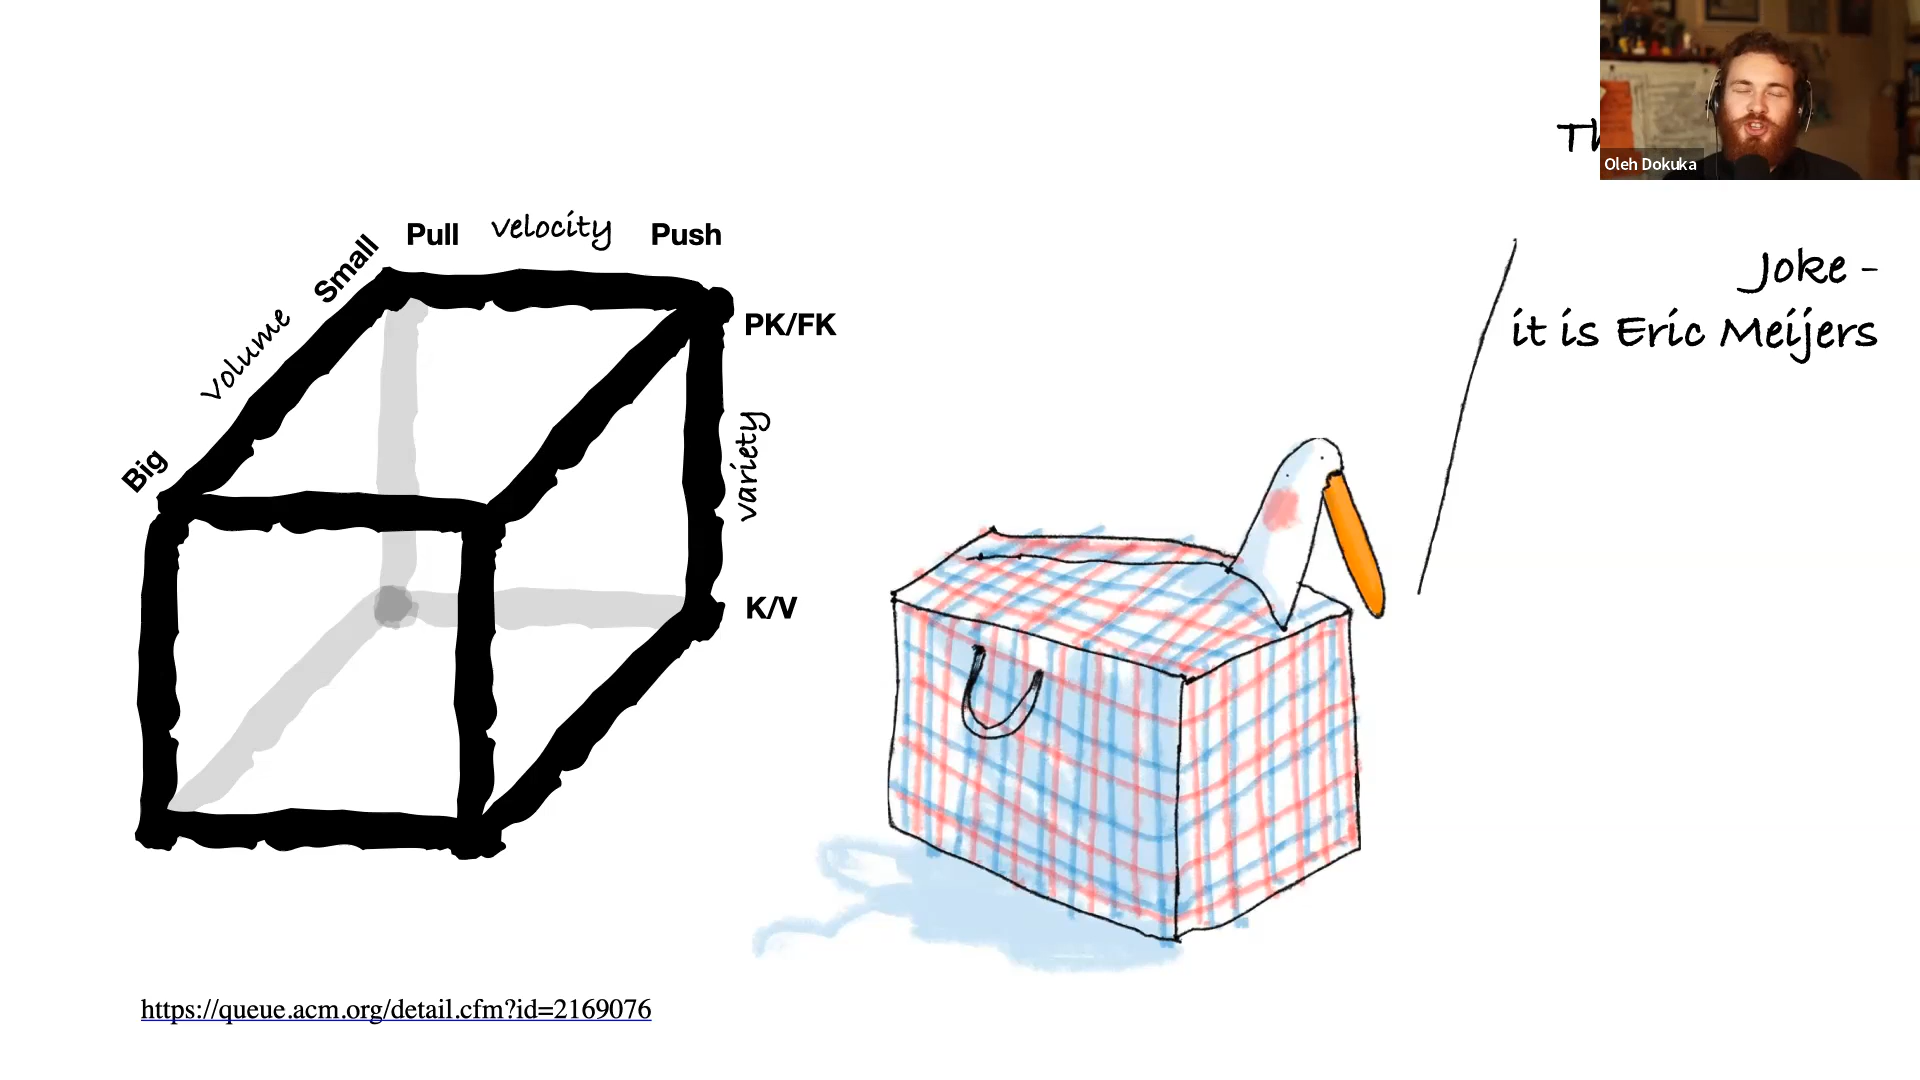 Oleh Dokuka
Joke -
it is Eric Meijers
Pull
velocity
Push
Small
volume
Big
PK/FK
variety
K/V
https://queue.acm.org/detail.cfm?id=2169076